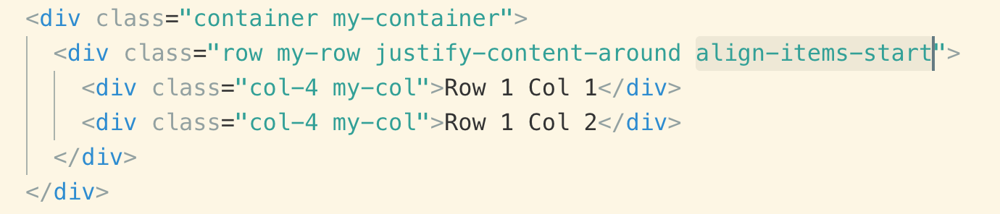 <div class="container my-container">
<div class="row my-row justify-content-around align-items-start">
<div class="col-4 my-col">Row 1 Col 1</div>
<div class="col-4 my-col">Row 1 Col 2</div>
</div>
</div>